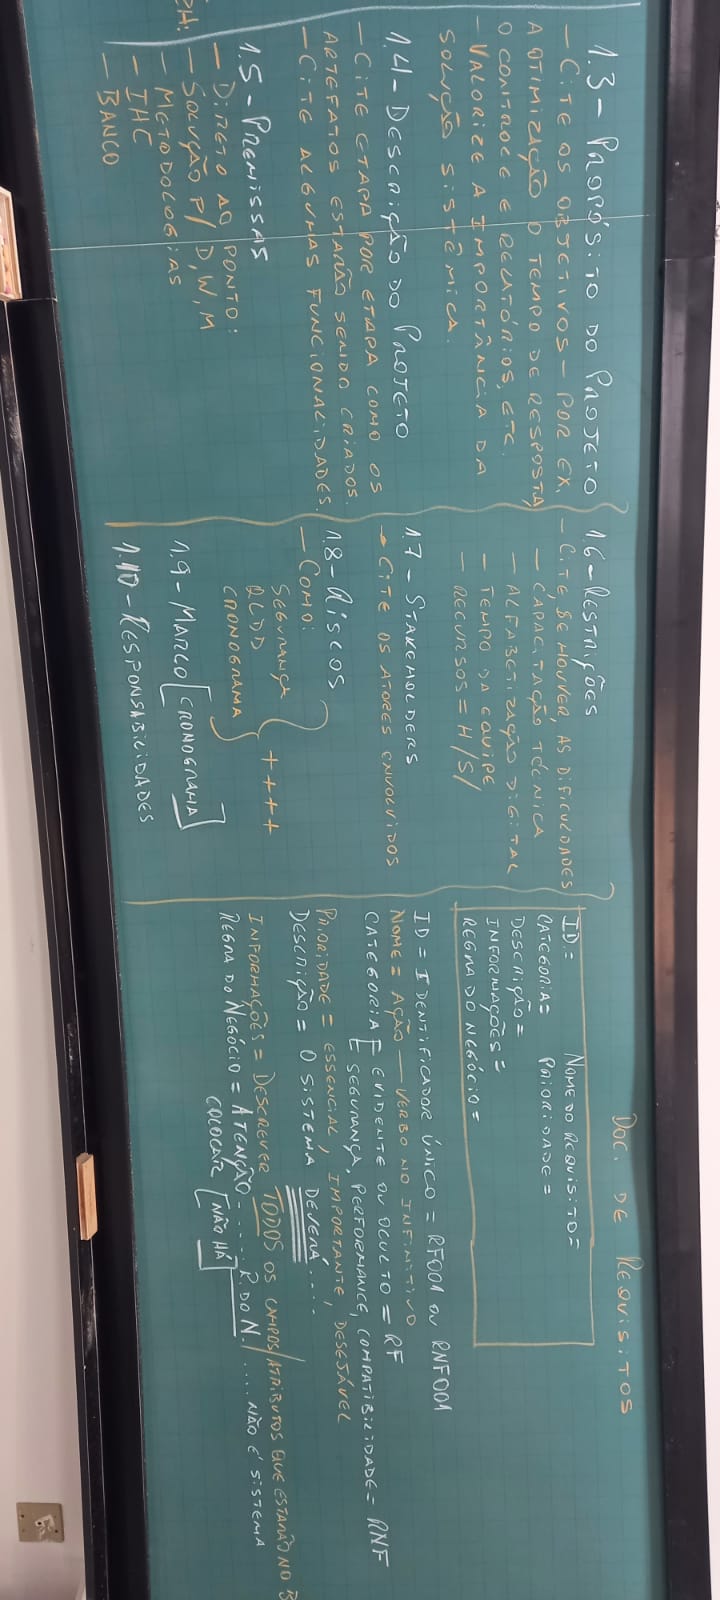 1.3 - PROPÓSITO DO PROJETO
- CITE OS OBJETIVOS - POR EX.
A OTIMIZAÇÃO O TEMPO DE RESPOSTA,
O CONTROLE E RELATÓRIOS, ETC.
- VALORIZE A IMPORTÂNCIA DA
SOLUÇÃO SISTÊMICA.
1.4 - DESCRIÇÃO DO PROJETO
- CITE ETAPA POR ETAPA COMO OS
ARTEFATOS ESTARÃO SENDO CRIADOS.
- CITE ALGUMAS FUNCIONALIDADES.
1.5 - PREMISSAS
- DIRETO AO PONTO:
- SOLUÇÃO P/ D, W, M
- METODOLOGIAS
- IHC
- BANCO
1.6 - RESTRIÇÕES
- CITE, SE HOUVER, AS DIFICULDADES
- CAPACITAÇÃO TÉCNICA
- ALFABETIZAÇÃO DIGITAL
- TEMPO DA EQUIPE
- RECURSOS = H/S/
1.7 - STAKEHOLDERS
→ CITE OS ATORES ENVOLVIDOS
1.8 - RISCOS
- COMO:
SEGURANÇA
QLDD
CRONOGRAMA
++++
1.9 - MARCO [CRONOGRAMA]
1.10 - RESPONSABILIDADES
DOC. DE REQUISITOS
ID = NOME DO REQUISITO =
CATEGORIA = PRIORIDADE =
DESCRIÇÃO =
INFORMAÇÕES =
REGRA DO NEGÓCIO =
ID = IDENTIFICADOR ÚNICO = RF001 OU RNF001
NOME = AÇÃO - VERBO NO INFINITIVO
CATEGORIA E EVIDENTE OU OCULTO = RF
E SEGURANÇA, PERFORMANCE, COMPATIBILIDADE = RNF
PRIORIDADE = ESSENCIAL, IMPORTANTE, DESEJÁVEL
DESCRIÇÃO = O SISTEMA DEVERÁ ....
INFORMAÇÕES = DESCREVER TODOS OS CAMPOS/ATRIBUTOS QUE ESTARÃO NO B
REGRA DO NEGÓCIO = ATENÇÃO ...... R. DO N. / .... NÃO É SISTEMA
COLOCAR [NÃO HÁ]